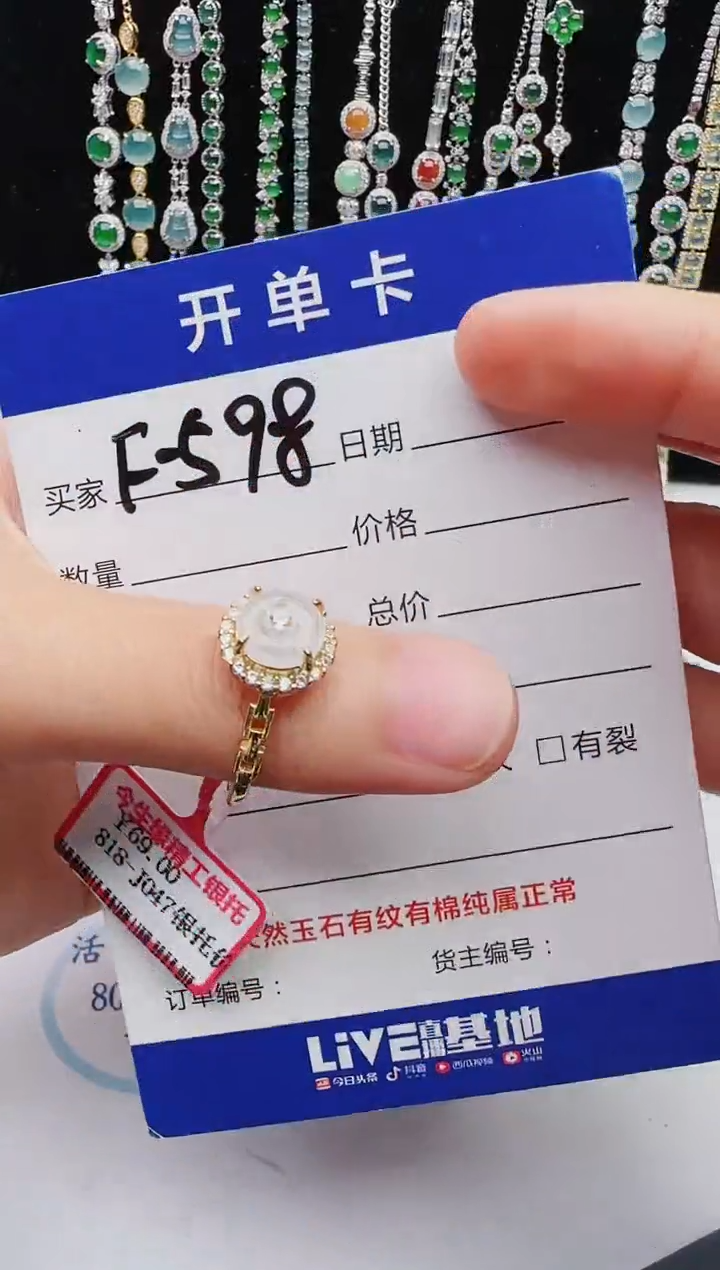 开单卡
买家 F-598 日期
数量 价格
总价
□有裂
¥69.00
818-J047银托
然玉石有纹有棉纯属正常
订单编号： 货主编号：
LiVE直播基地
今日头条 抖音 西瓜视频 火山
活
80